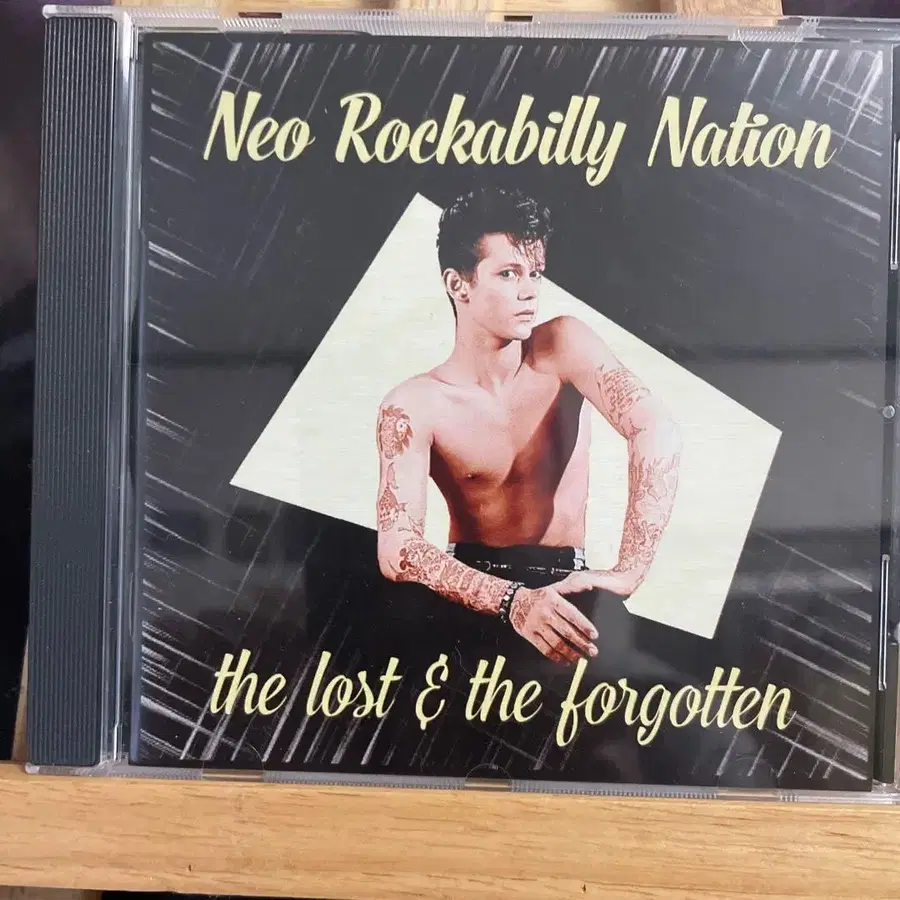 Neo Rockabilly Nation
the lost & the forgotten